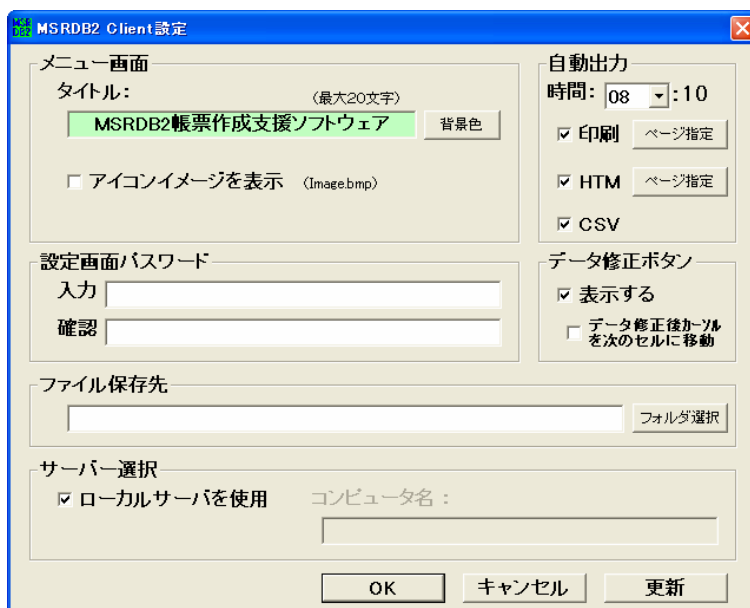 MSR DB2 MSRDB2 Client設定
メニュー画面
タイトル: (最大20文字)
MSRDB2帳票作成支援ソフトウェア 背景色
アイコンイメージを表示 (Image.bmp)
自動出力
時間: 08 :10
印刷 ページ指定
HTM ページ指定
CSV
設定画面パスワード
入力
確認
データ修正ボタン
表示する
データ修正後カーソル
を次のセルに移動
ファイル保存先
フォルダ選択
サーバー選択
ローカルサーバを使用 コンピュータ名:
OK キャンセル 更新